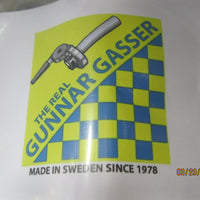 THE REAL
GUNNAR GASSER
MADE IN SWEDEN SINCE 1978